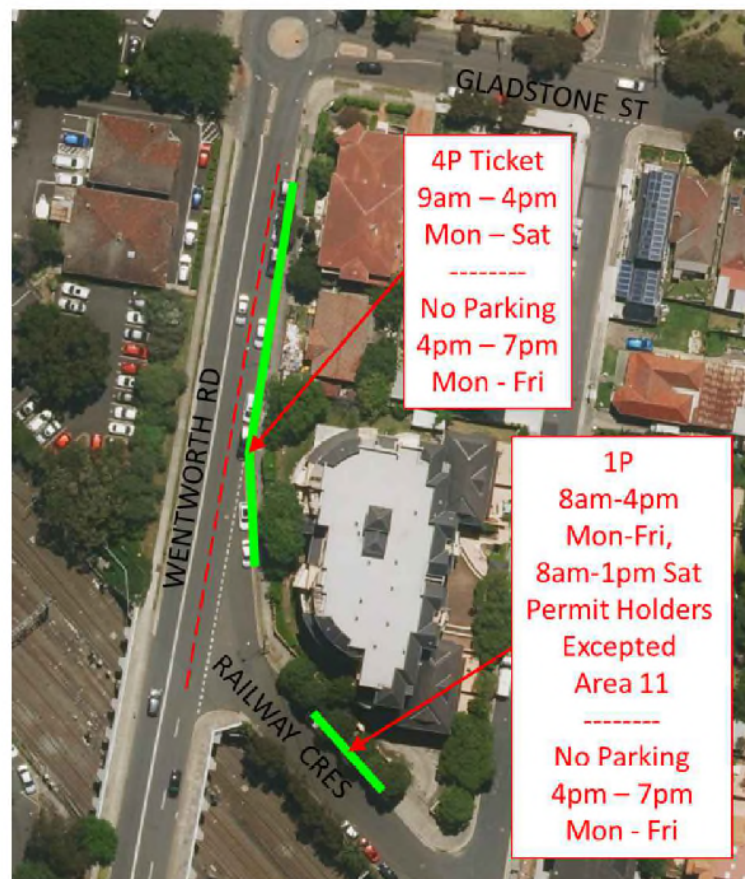 GLADSTONE ST
4P Ticket
9am – 4pm
Mon – Sat
--------
No Parking
4pm – 7pm
Mon - Fri
WENTWORTH RD
1P
8am-4pm
Mon-Fri,
8am-1pm Sat
Permit Holders
Excepted
Area 11
--------
No Parking
4pm – 7pm
Mon - Fri
RAILWAY CRES